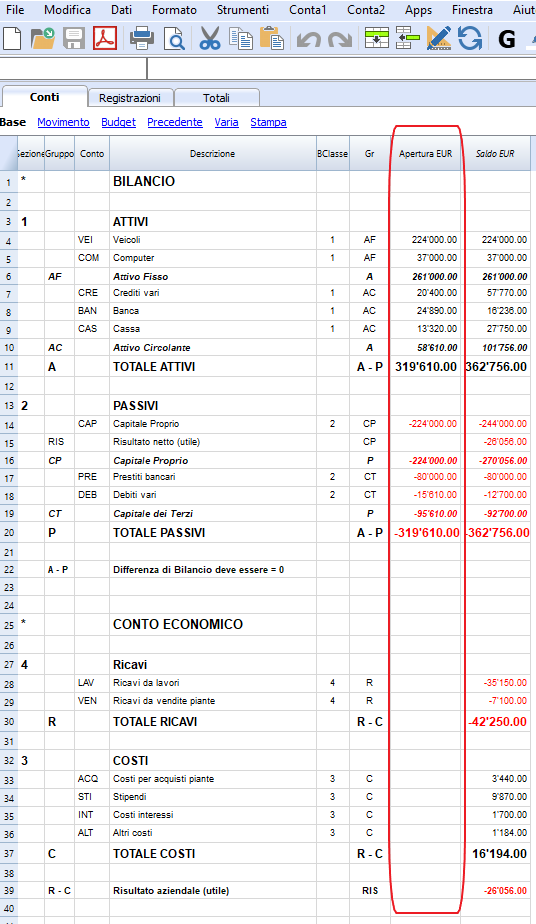 File Modifica Dati Formato Strumenti Conta1 Conta2 Apps Finestra Aiut
G
Conti Registrazioni Totali
Base Movimento Budget Precedente Varia Stampa
Sezione Gruppo Conto Descrizione BClasse Gr Apertura EUR Saldo EUR
1 * BILANCIO
2
3 1 ATTIVI
4 VEI Veicoli 1 AF 224'000.00 224'000.00
5 COM Computer 1 AF 37'000.00 37'000.00
6 AF Attivo Fisso A 261'000.00 261'000.00
7 CRE Crediti vari 1 AC 20'400.00 57'770.00
8 BAN Banca 1 AC 24'890.00 16'236.00
9 CAS Cassa 1 AC 13'320.00 27'750.00
10 AC Attivo Circolante A 58'610.00 101'756.00
11 A TOTALE ATTIVI A - P 319'610.00 362'756.00
12
13 2 PASSIVI
14 CAP Capitale Proprio 2 CP -224'000.00 -244'000.00
15 RIS Risultato netto (utile) CP -26'056.00
16 CP Capitale Proprio P -224'000.00 -270'056.00
17 PRE Prestiti bancari 2 CT -80'000.00 -80'000.00
18 DEB Debiti vari 2 CT -15'610.00 -12'700.00
19 CT Capitale dei Terzi P -95'610.00 -92'700.00
20 P TOTALE PASSIVI A - P -319'610.00 -362'756.00
21
22 A - P Differenza di Bilancio deve essere = 0
23
24
25 * CONTO ECONOMICO
26
27 4 Ricavi
28 LAV Ricavi da lavori 4 R -35'150.00
29 VEN Ricavi da vendite piante 4 R -7'100.00
30 R TOTALE RICAVI R - C -42'250.00
31
32 3 COSTI
33 ACQ Costi per acquisti piante 3 C 3'440.00
34 STI Stipendi 3 C 9'870.00
35 INT Costi interessi 3 C 1'700.00
36 ALT Altri costi 3 C 1'184.00
37 C TOTALE COSTI R - C 16'194.00
38
39 R - C Risultato aziendale (utile) RIS -26'056.00
40